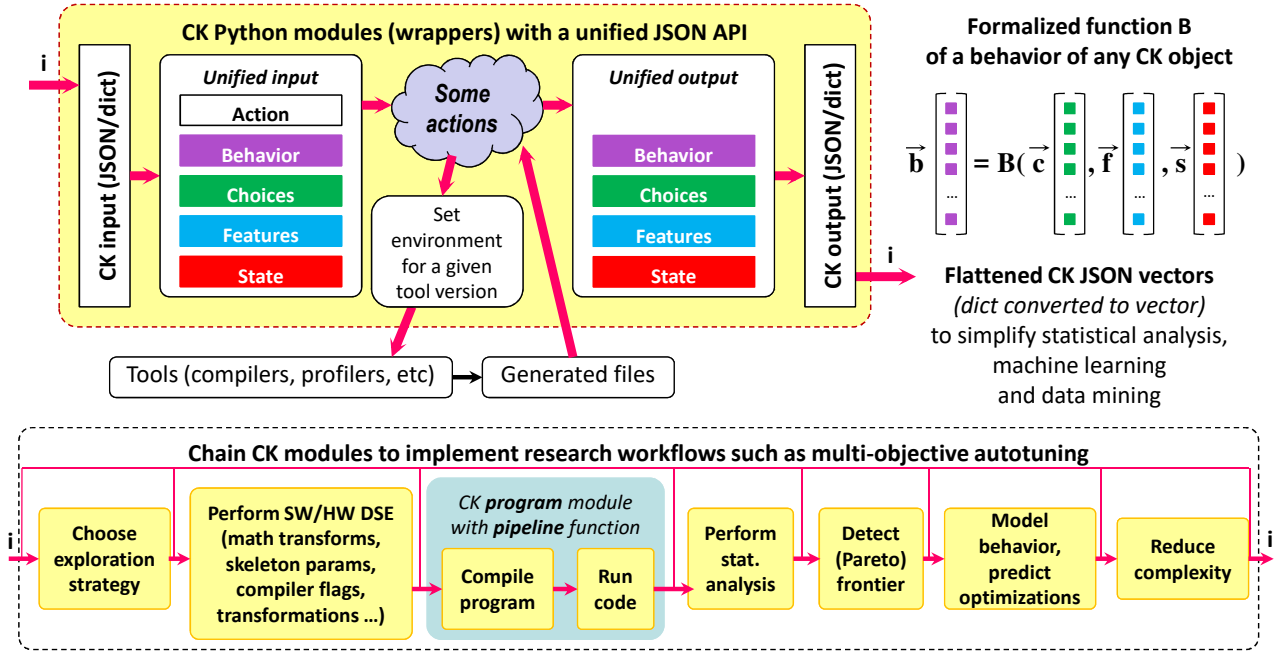 CK Python modules (wrappers) with a unified JSON API
i
CK input (JSON/dict)
Unified input
Action
Behavior
Choices
Features
State
Some
actions
Set
environment
for a given
tool version
Unified output
Behavior
Choices
Features
State
CK output (JSON/dict)
i
Tools (compilers, profilers, etc)
Generated files
Formalized function B
of a behavior of any CK object
b = B( c , f , s )
... ... ... ...
Flattened CK JSON vectors
(dict converted to vector)
to simplify statistical analysis,
machine learning
and data mining
Chain CK modules to implement research workflows such as multi-objective autotuning
i
Choose
exploration
strategy
Perform SW/HW DSE
(math transforms,
skeleton params,
compiler flags,
transformations ...)
CK program module
with pipeline function
Compile
program
Run
code
Perform
stat.
analysis
Detect
(Pareto)
frontier
Model
behavior,
predict
optimizations
Reduce
complexity
i